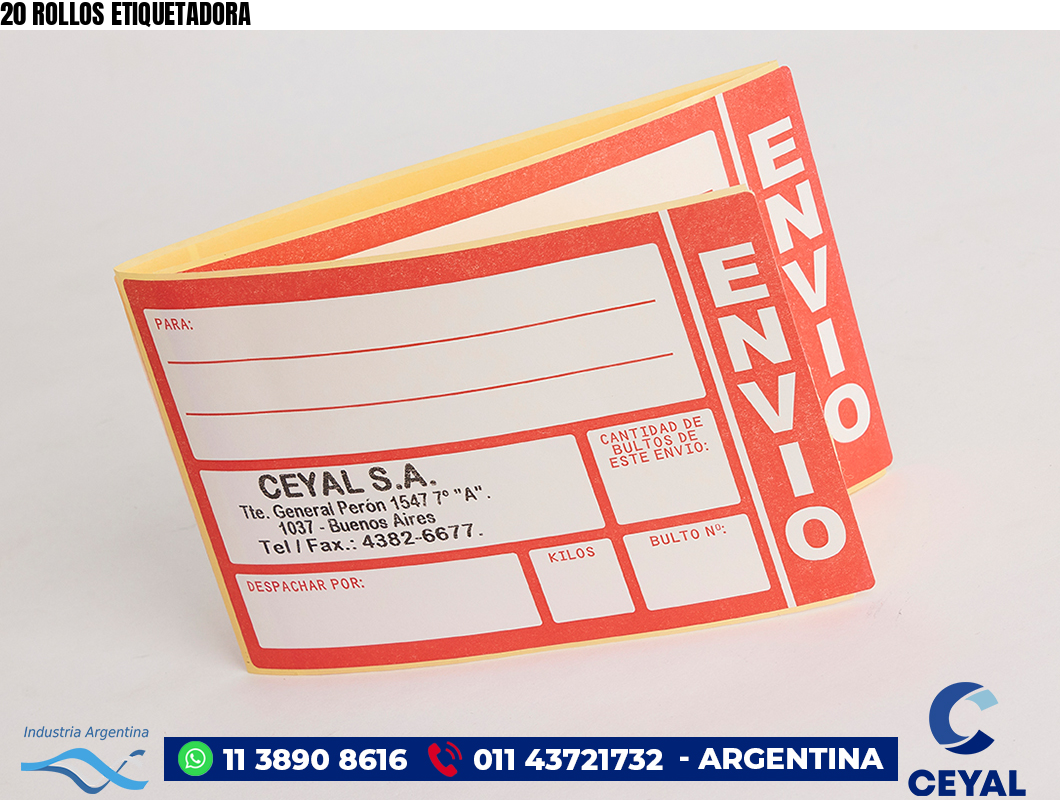 20 ROLLOS ETIQUETADORA
ENVIO
ENVIO
PARA:
CEYAL S.A.
Tte. General Perón 1547 7º "A".
1037 - Buenos Aires
Tel / Fax.: 4382-6677.
CANTIDAD DE
BULTOS DE
ESTE ENVIO:
DESPACHAR POR:
KILOS
BULTO Nº:
Industria Argentina
11 3890 8616
011 43721732
- ARGENTINA
CEYAL